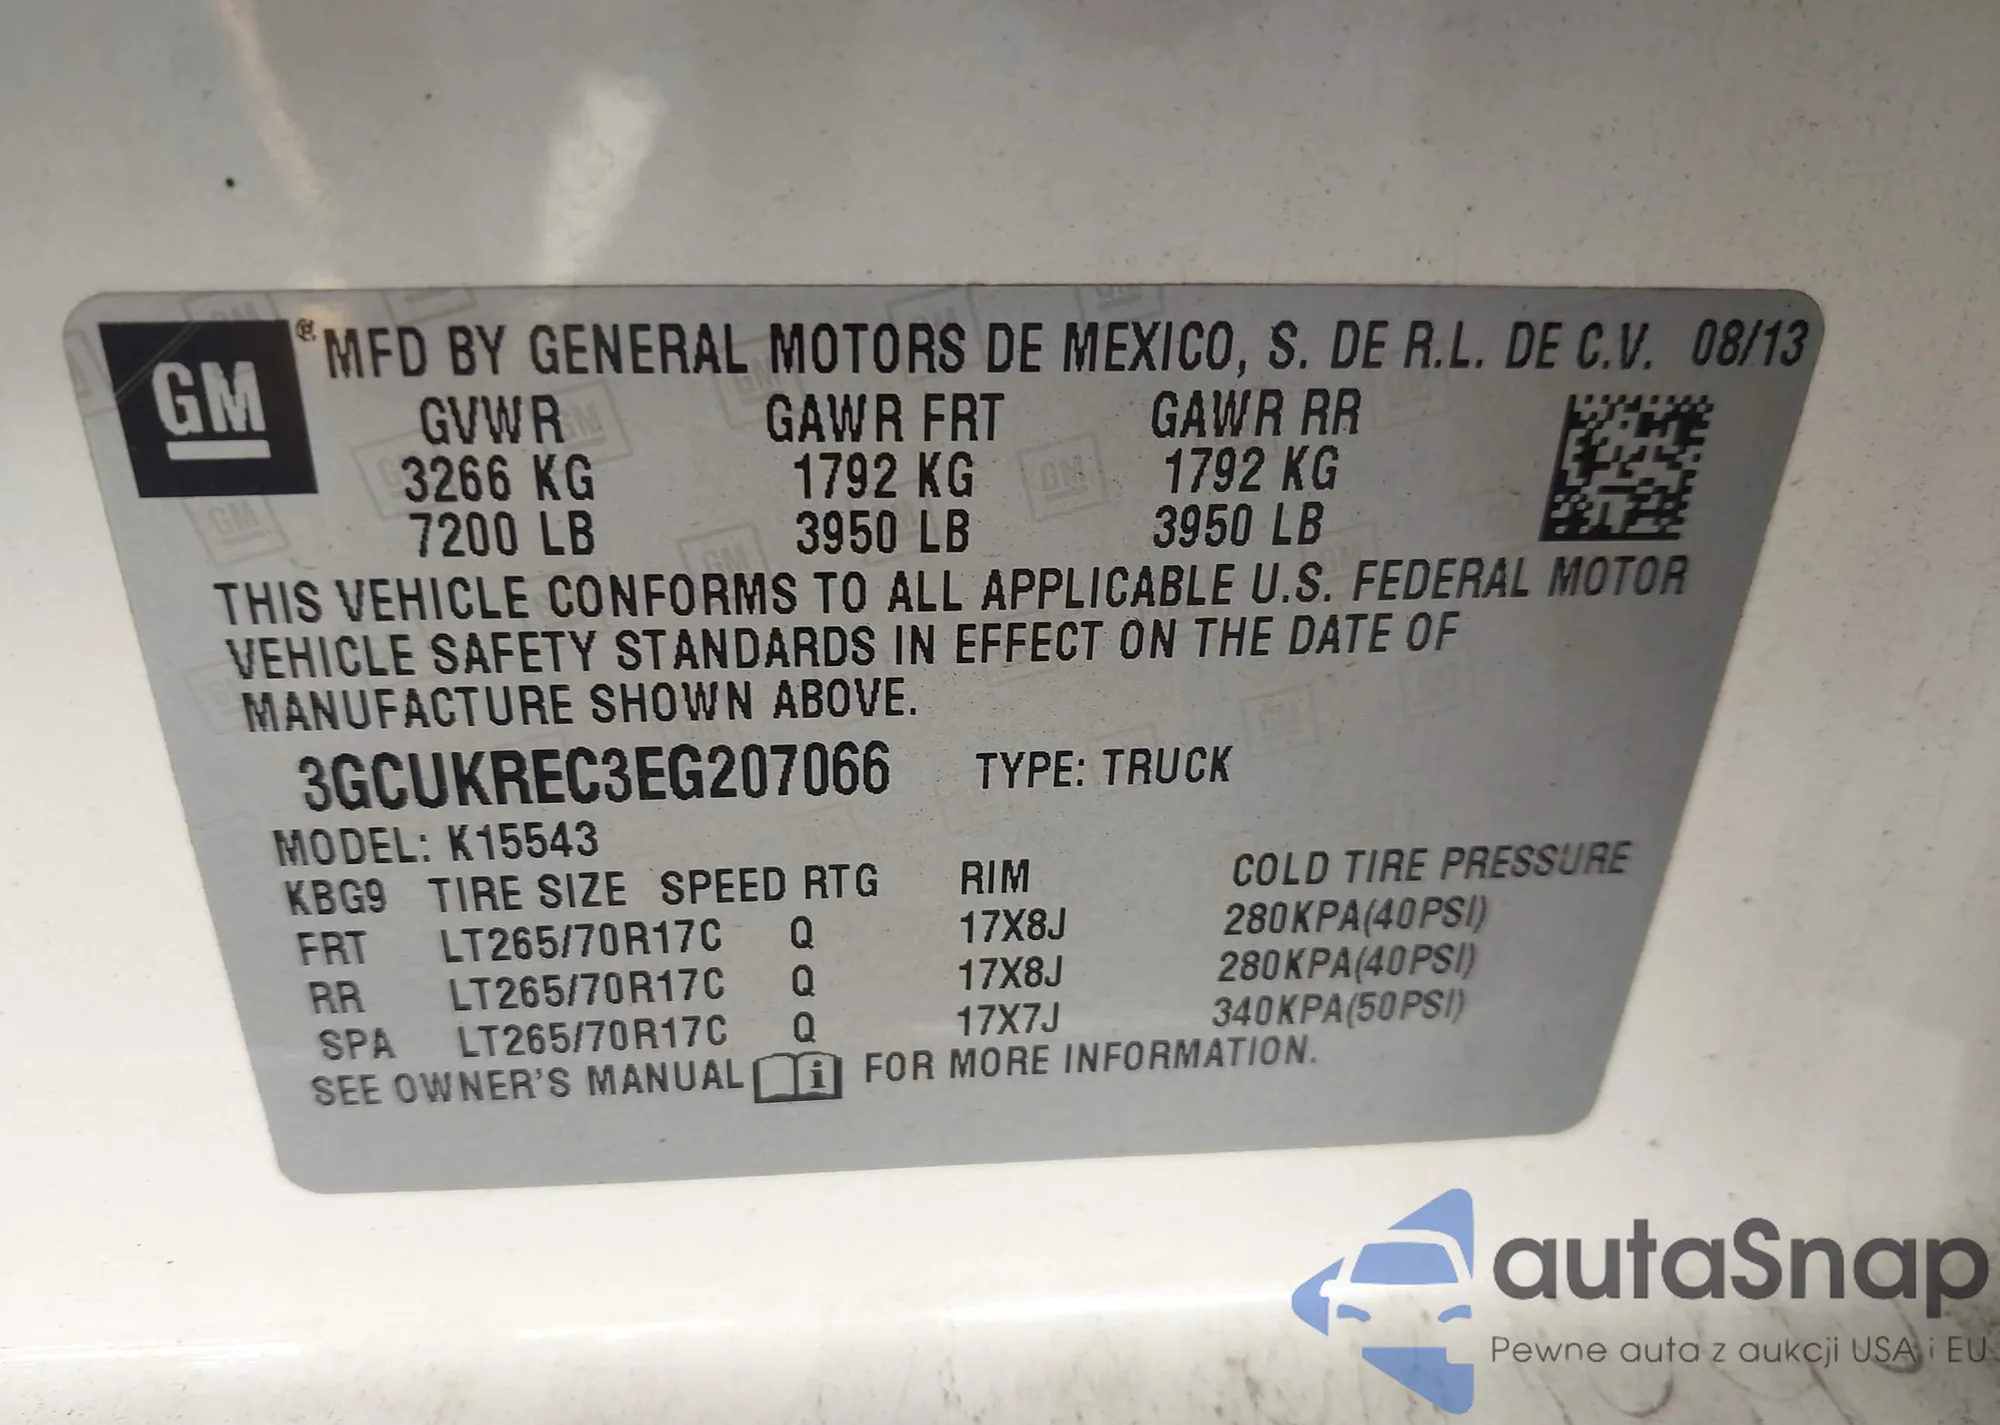 GM ® MFD BY GENERAL MOTORS DE MEXICO, S. DE R.L. DE C.V. 08/13
GVWR GAWR FRT GAWR RR
3266 KG 1792 KG 1792 KG
7200 LB 3950 LB 3950 LB
THIS VEHICLE CONFORMS TO ALL APPLICABLE U.S. FEDERAL MOTOR
VEHICLE SAFETY STANDARDS IN EFFECT ON THE DATE OF
MANUFACTURE SHOWN ABOVE.
3GCUKREC3EG207066 TYPE: TRUCK
MODEL: K15543
KBG9 TIRE SIZE SPEED RTG RIM COLD TIRE PRESSURE
FRT LT265/70R17C Q 17X8J 280KPA(40PSI)
RR LT265/70R17C Q 17X8J 280KPA(40PSI)
SPA LT265/70R17C Q 17X7J 340KPA(50PSI)
SEE OWNER'S MANUAL i FOR MORE INFORMATION.
autaSnap
Pewne auta z aukcji USA i EU